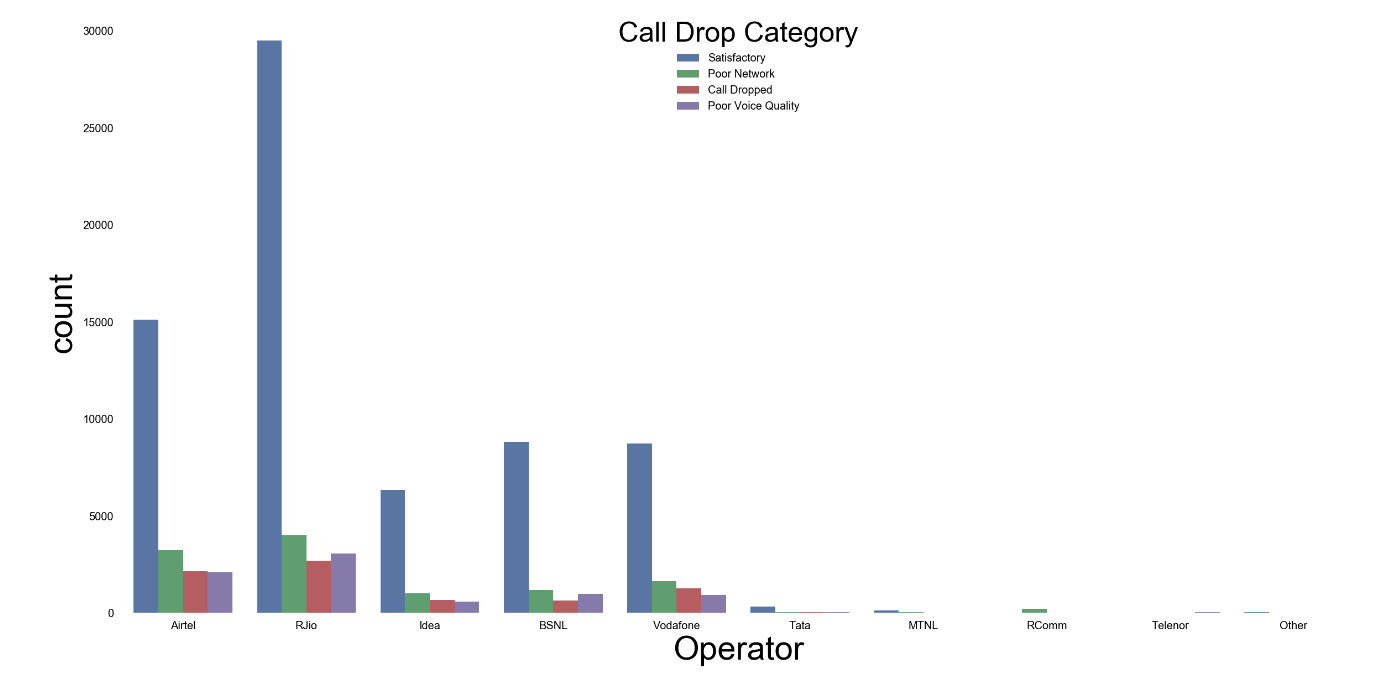 Call Drop Category
Satisfactory
Poor Network
Call Dropped
Poor Voice Quality
count
30000
25000
20000
15000
10000
5000
0
Airtel RJio Idea BSNL Vodafone Tata MTNL RComm Telenor Other
Operator